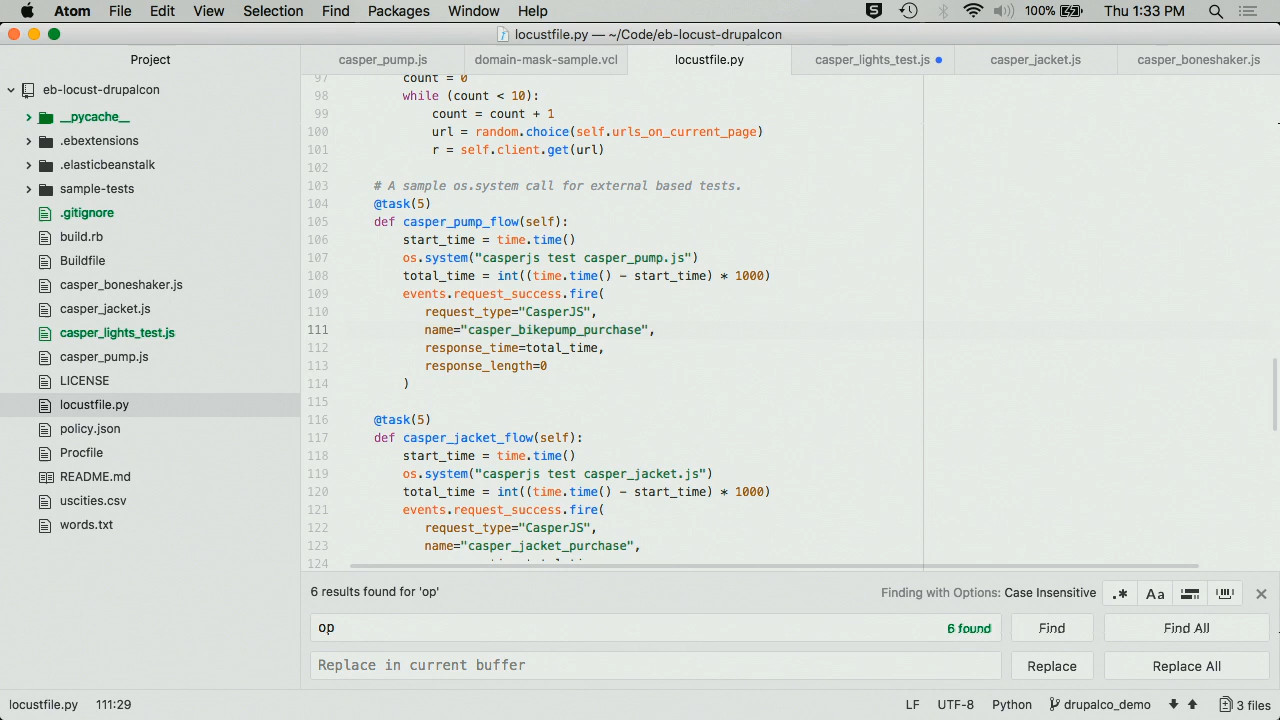 Atom File Edit View Selection Find Packages Window Help 100% Thu 1:33 PM
locustfile.py — ~/Code/eb-locust-drupalcon
Project
casper_pump.js domain-mask-sample.vcl locustfile.py casper_lights_test.js casper_jacket.js casper_boneshaker.js
eb-locust-drupalcon
__pycache__
.ebextensions
.elasticbeanstalk
sample-tests
.gitignore
build.rb
Buildfile
casper_boneshaker.js
casper_jacket.js
casper_lights_test.js
casper_pump.js
LICENSE
locustfile.py
policy.json
Procfile
README.md
uscities.csv
words.txt
97 count = 0
98 while (count < 10):
99 count = count + 1
100 url = random.choice(self.urls_on_current_page)
101 r = self.client.get(url)
102
103 # A sample os.system call for external based tests.
104 @task(5)
105 def casper_pump_flow(self):
106 start_time = time.time()
107 os.system("casperjs test casper_pump.js")
108 total_time = int((time.time() - start_time) * 1000)
109 events.request_success.fire(
110 request_type="CasperJS",
111 name="casper_bikepump_purchase",
112 response_time=total_time,
113 response_length=0
114 )
115
116 @task(5)
117 def casper_jacket_flow(self):
118 start_time = time.time()
119 os.system("casperjs test casper_jacket.js")
120 total_time = int((time.time() - start_time) * 1000)
121 events.request_success.fire(
122 request_type="CasperJS",
123 name="casper_jacket_purchase",
124
6 results found for 'op' Finding with Options: Case Insensitive .* Aa
op 6 found Find Find All
Replace in current buffer Replace Replace All
locustfile.py 111:29 LF UTF-8 Python drupalco_demo 3 files